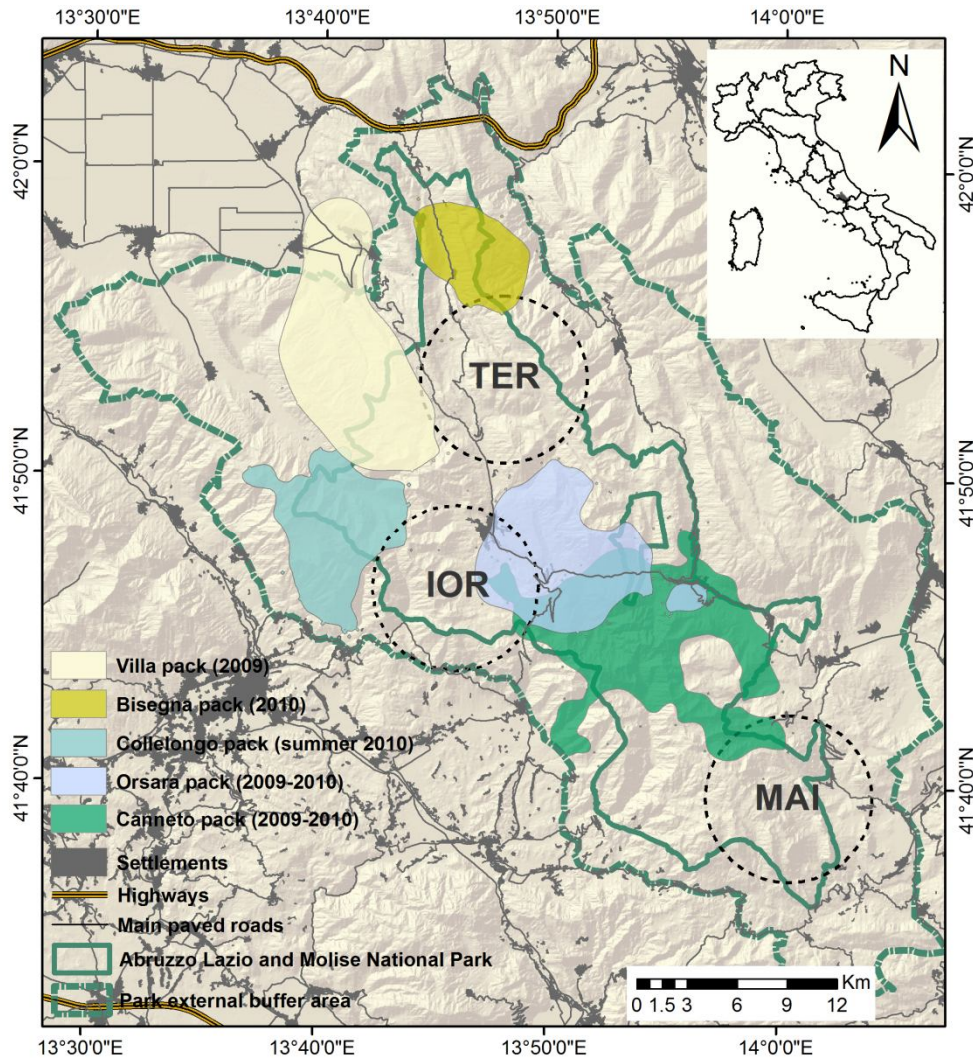 13°30'0"E 13°40'0"E 13°50'0"E 14°0'0"E
N
42°0'0"N 42°0'0"N
TER
41°50'0"N 41°50'0"N
IOR
Villa pack (2009)
Bisegna pack (2010)
Collelongo pack (summer 2010)
Orsara pack (2009-2010)
41°40'0"N 41°40'0"N
MAI
Canneto pack (2009-2010)
Settlements
Highways
Main paved roads
Abruzzo Lazio and Molise National Park
Park external buffer area
Km
0 1.5 3 6 9 12
13°30'0"E 13°40'0"E 13°50'0"E 14°0'0"E